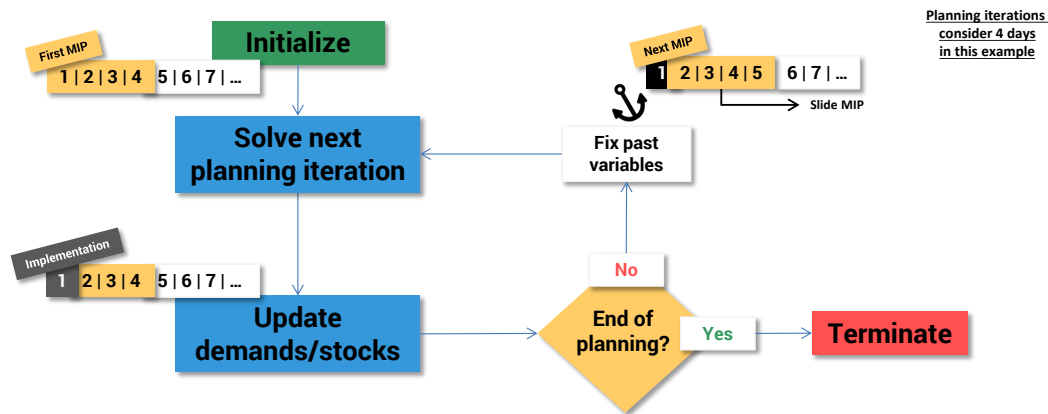 Planning iterations
consider 4 days
in this example
Initialize
First MIP
1 | 2 | 3 | 4 5 | 6 | 7 | ...
Next MIP
1 2 | 3 | 4 | 5 6 | 7 | ...
Slide MIP
Solve next
planning iteration
Fix past
variables
Implementation
1 2 | 3 | 4 5 | 6 | 7 | ...
No
Update
demands/stocks
End of
planning?
Yes
Terminate